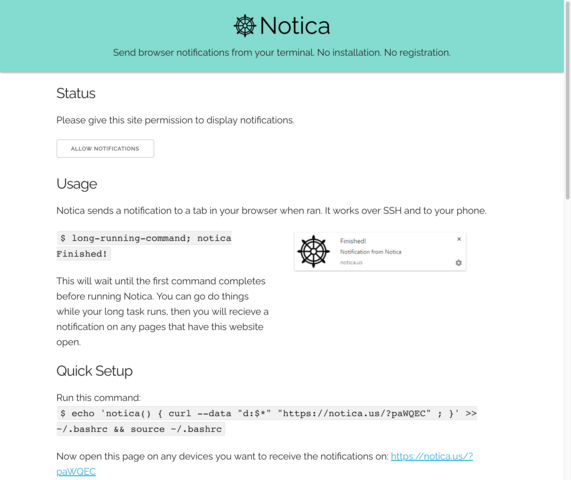 Notica
Send browser notifications from your terminal. No installation. No registration.
Status
Please give this site permission to display notifications.
ALLOW NOTIFICATIONS
Usage
Notica sends a notification to a tab in your browser when ran. It works over SSH and to your phone.
$ long-running-command; notica
Finished!
Finished!
×
Notification from Notica
notica.us
This will wait until the first command completes
before running Notica. You can go do things
while your long task runs, then you will recieve a
notification on any pages that have this website
open.
Quick Setup
Run this command:
$ echo 'notica() { curl --data "d:$*" "https://notica.us/?paWQEC" ; }' >>
~/.bashrc && source ~/.bashrc
Now open this page on any devices you want to receive the notifications on: https://notica.us/?
paWQEC